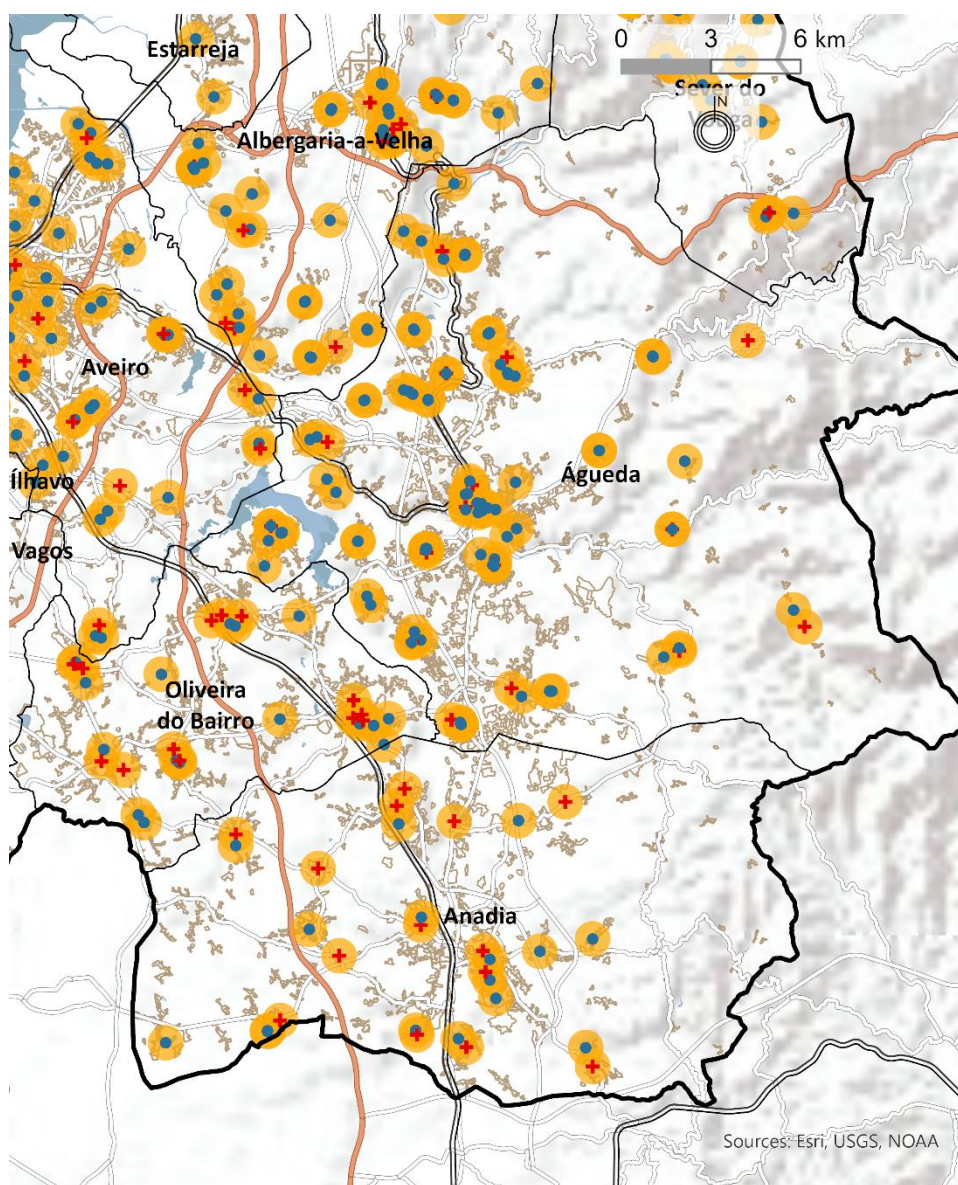 Estarreja
0 3 6 km
Sever do
Vouga
N
Albergaria-a-Velha
Aveiro
Ílhavo
Águeda
Vagos
Oliveira
do Bairro
Anadia
Sources: Esri, USGS, NOAA